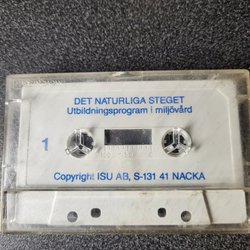 DET NATURLIGA STEGET
Utbildningsprogram i miljövård
1
Copyright ISU AB, S-131 41 NACKA